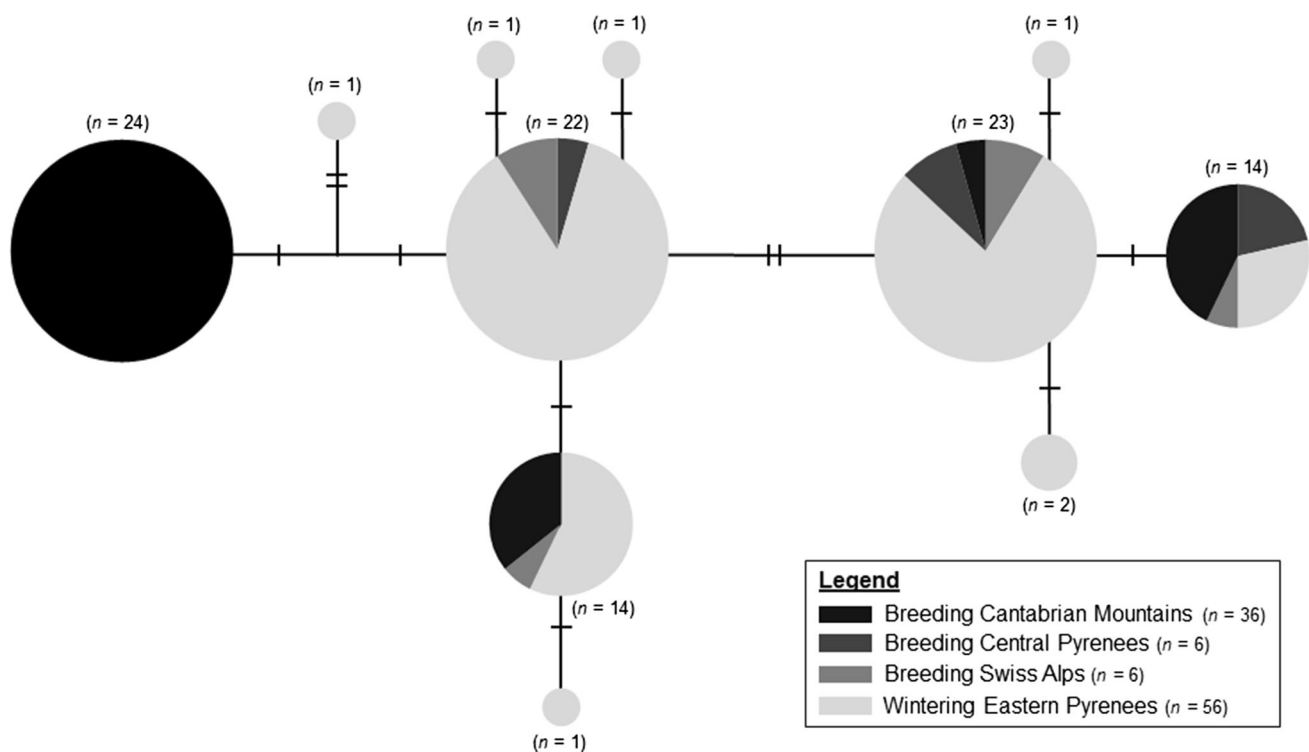 (n = 1)
(n = 1)
(n = 1)
(n = 1)
(n = 24)
(n = 22)
(n = 23)
(n = 14)
(n = 2)
(n = 14)
(n = 1)
Legend
Breeding Cantabrian Mountains (n = 36)
Breeding Central Pyrenees (n = 6)
Breeding Swiss Alps (n = 6)
Wintering Eastern Pyrenees (n = 56)